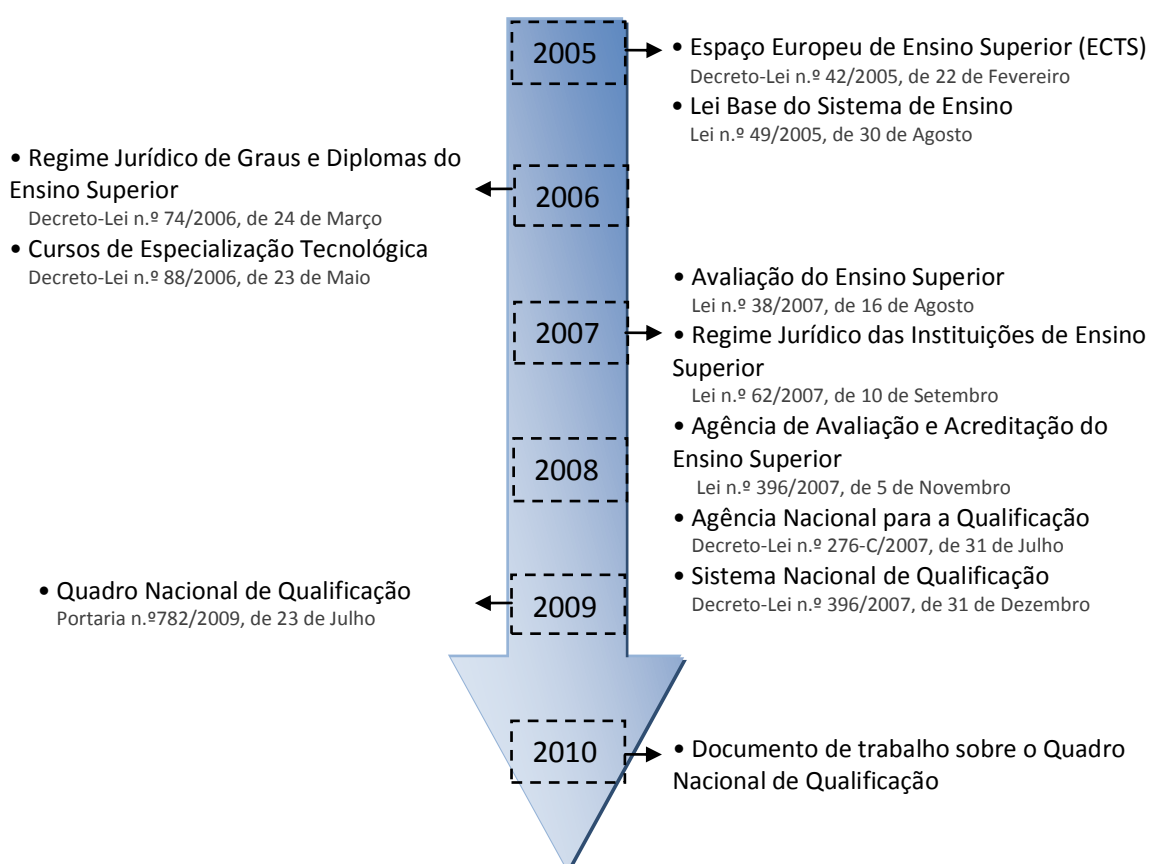 2005
• Espaço Europeu de Ensino Superior (ECTS)
Decreto-Lei n.º 42/2005, de 22 de Fevereiro
• Lei Base do Sistema de Ensino
Lei n.º 49/2005, de 30 de Agosto
2006
• Regime Jurídico de Graus e Diplomas do
Ensino Superior
Decreto-Lei n.º 74/2006, de 24 de Março
• Cursos de Especialização Tecnológica
Decreto-Lei n.º 88/2006, de 23 de Maio
2007
• Avaliação do Ensino Superior
Lei n.º 38/2007, de 16 de Agosto
• Regime Jurídico das Instituições de Ensino
Superior
Lei n.º 62/2007, de 10 de Setembro
• Agência de Avaliação e Acreditação do
Ensino Superior
Lei n.º 396/2007, de 5 de Novembro
• Agência Nacional para a Qualificação
Decreto-Lei n.º 276-C/2007, de 31 de Julho
• Sistema Nacional de Qualificação
Decreto-Lei n.º 396/2007, de 31 de Dezembro
2008
2009
• Quadro Nacional de Qualificação
Portaria n.º782/2009, de 23 de Julho
2010
• Documento de trabalho sobre o Quadro
Nacional de Qualificação